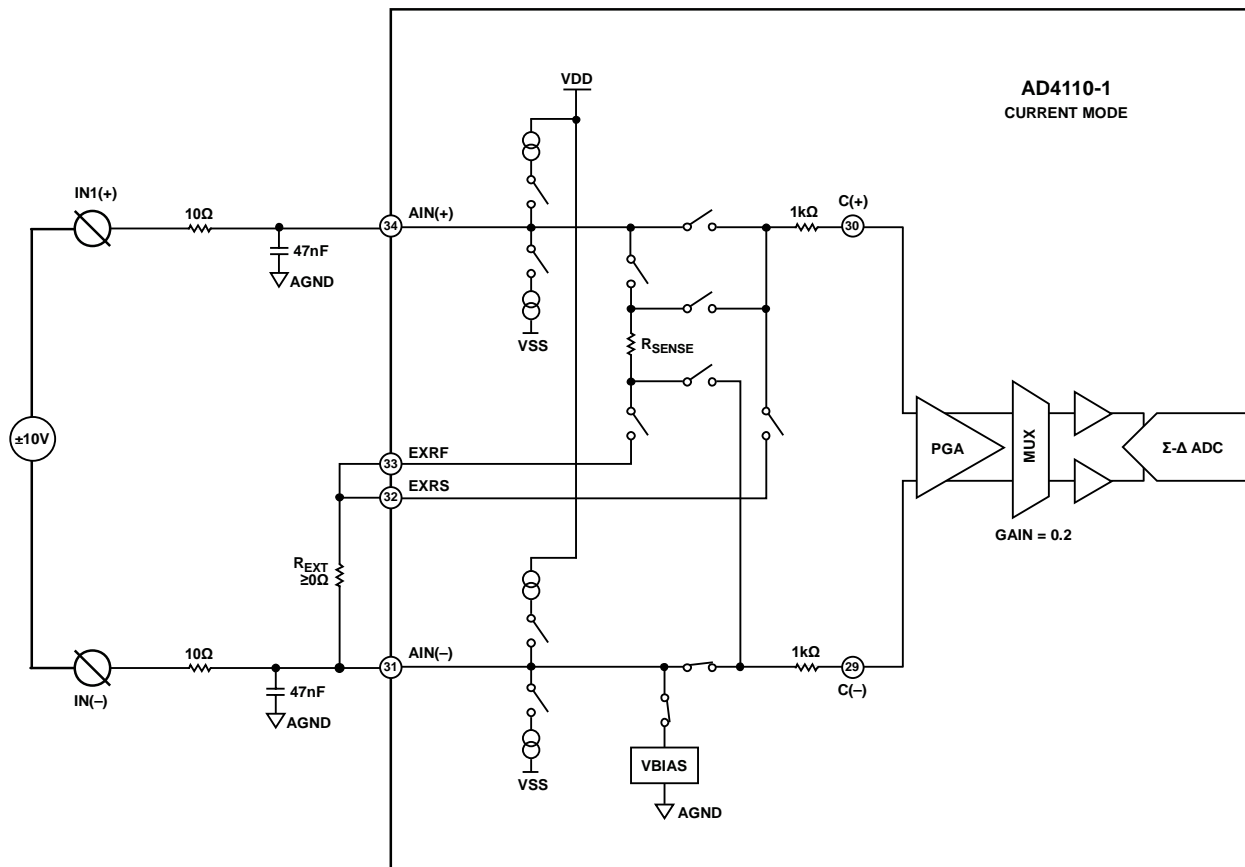 VDD
AD4110-1
CURRENT MODE
IN1(+)
10Ω
34
AIN(+)
C(+)
1kΩ
30
47nF
AGND
VSS
RSENSE
±10V
33
EXRF
32
EXRS
PGA
MUX
Σ-Δ ADC
GAIN = 0.2
REXT
≥0Ω
10Ω
31
AIN(–)
1kΩ
29
C(–)
IN(–)
47nF
AGND
VSS
VBIAS
AGND